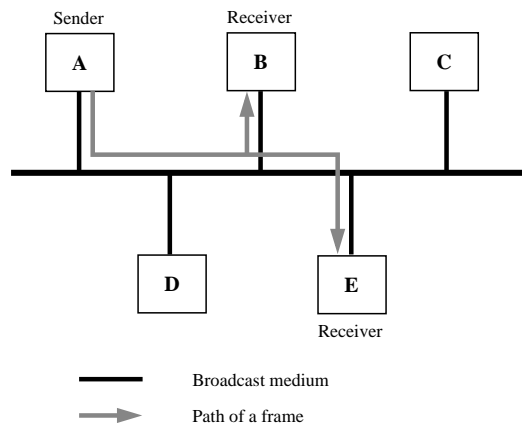 Sender
Receiver
A
B
C
D
E
Receiver
Broadcast medium
Path of a frame